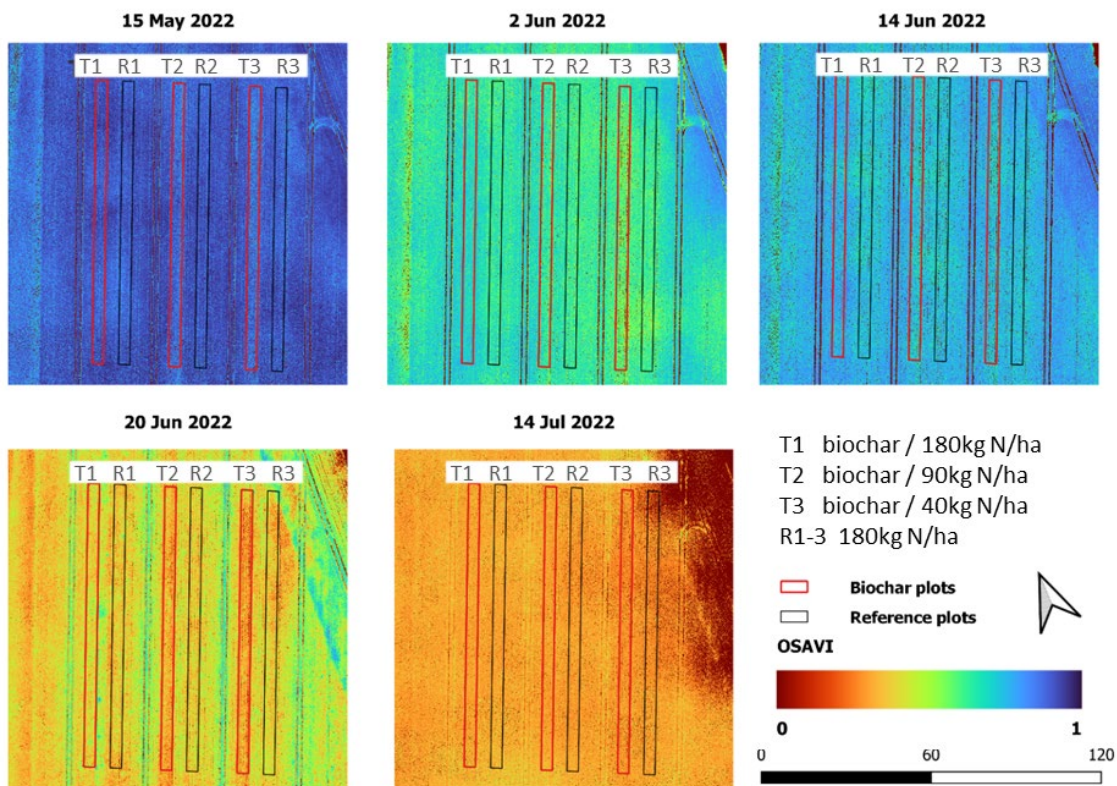 15 May 2022
2 Jun 2022
14 Jun 2022
T1 R1 T2 R2 T3 R3
T1 R1 T2 R2 T3 R3
T1 R1 T2 R2 T3 R3
20 Jun 2022
14 Jul 2022
T1 R1 T2 R2 T3 R3
T1 R1 T2 R2 T3 R3
T1 biochar / 180kg N/ha
T2 biochar / 90kg N/ha
T3 biochar / 40kg N/ha
R1-3 180kg N/ha
Biochar plots
Reference plots
OSAVI
0 1
0 60 120